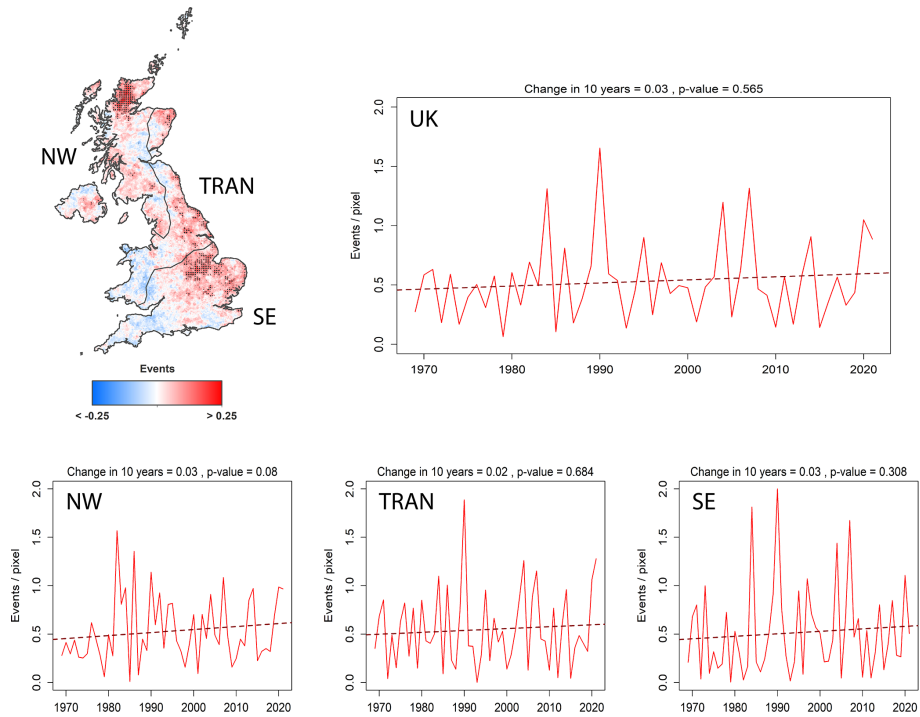 NW
TRAN
SE
Events
< -0.25 > 0.25
Change in 10 years = 0.03 , p-value = 0.565
UK
Events / pixel
2.0
1.5
1.0
0.5
0.0
1970 1980 1990 2000 2010 2020
Change in 10 years = 0.03 , p-value = 0.08
NW
Events / pixel
2.0
1.5
1.0
0.5
0.0
1970 1980 1990 2000 2010 2020
Change in 10 years = 0.02 , p-value = 0.684
TRAN
Events / pixel
2.0
1.5
1.0
0.5
0.0
1970 1980 1990 2000 2010 2020
Change in 10 years = 0.03 , p-value = 0.308
SE
Events / pixel
2.0
1.5
1.0
0.5
0.0
1970 1980 1990 2000 2010 2020